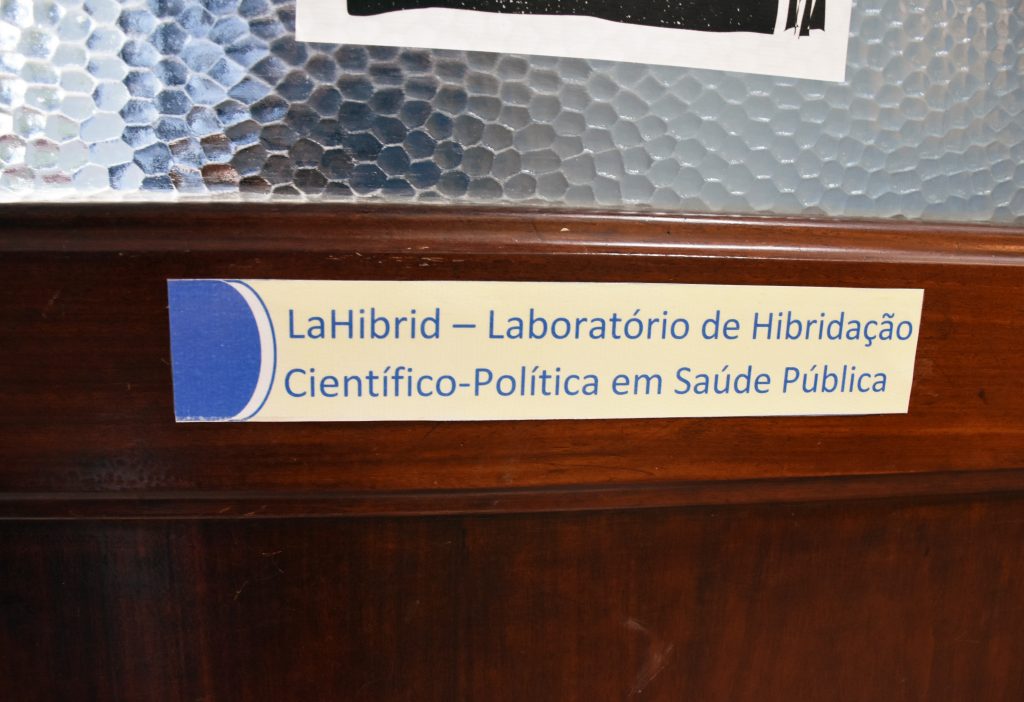 LaHibrid – Laboratório de Hibridação
Científico-Política em Saúde Pública